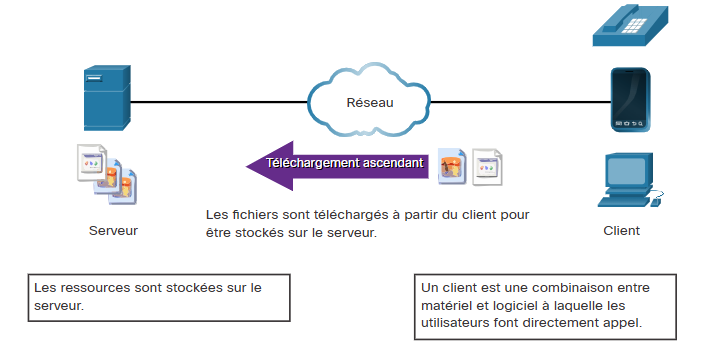 Réseau
Téléchargement ascendant
Les fichiers sont téléchargés à partir du client pour
être stockés sur le serveur.
Serveur
Client
Les ressources sont stockées sur le
serveur.
Un client est une combinaison entre
matériel et logiciel à laquelle les
utilisateurs font directement appel.